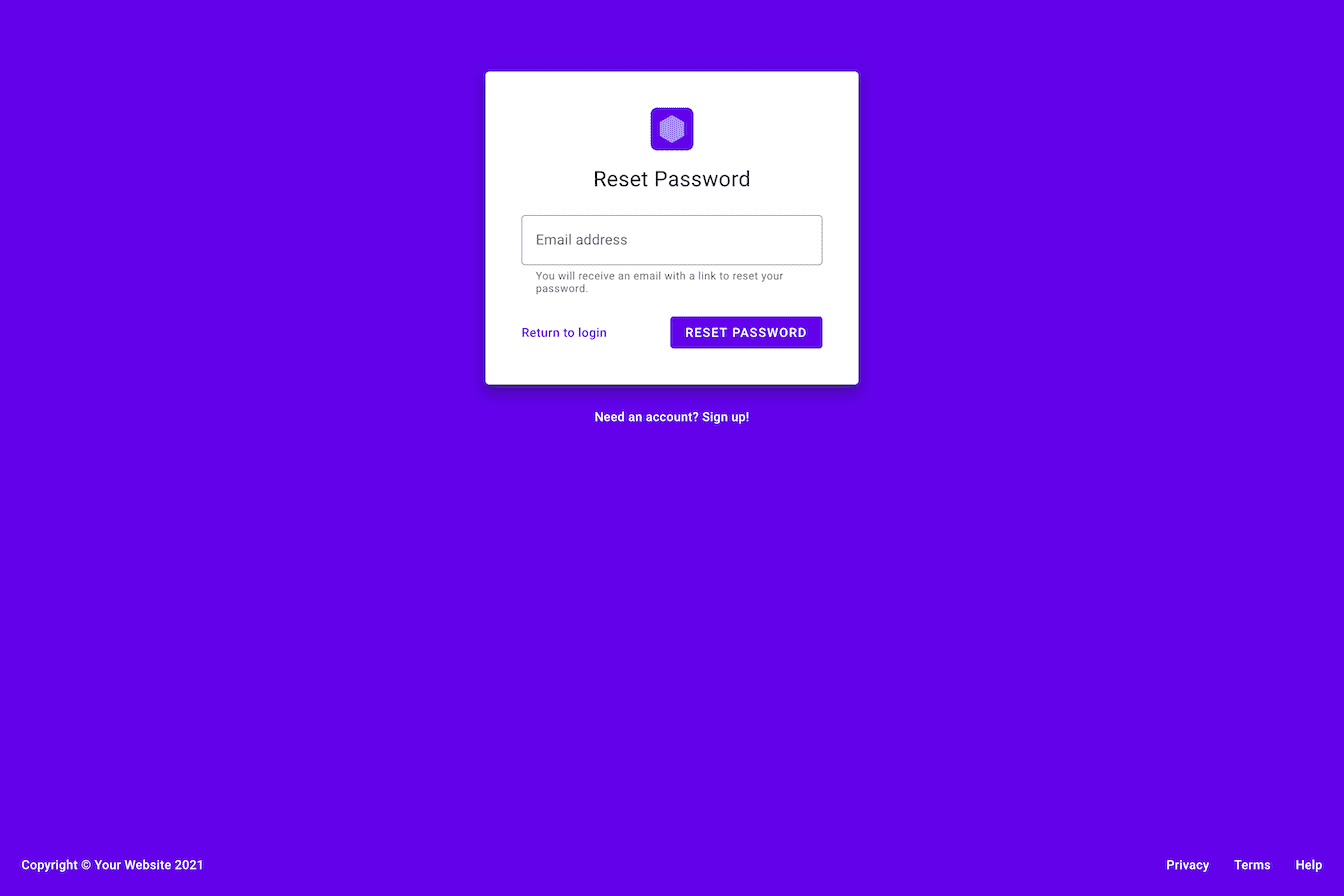 Reset Password
Email address
You will receive an email with a link to reset your
password.
Return to login
RESET PASSWORD
Need an account? Sign up!
Copyright © Your Website 2021
Privacy
Terms
Help